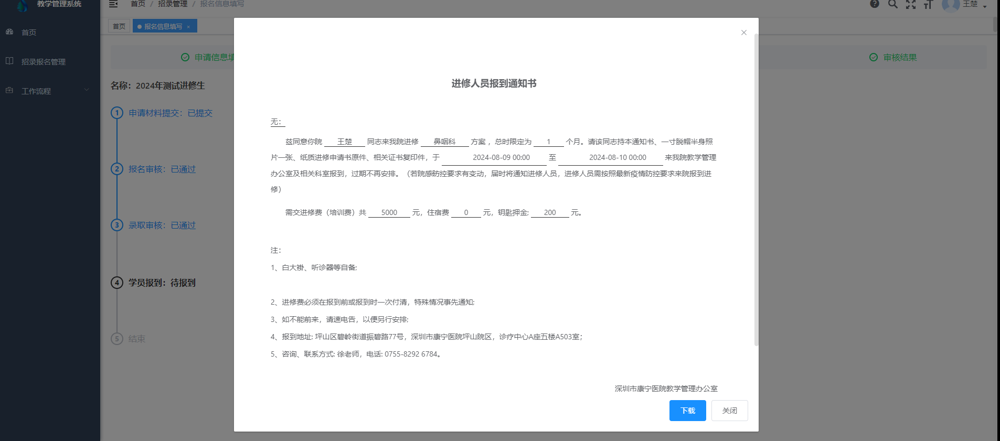 教学管理系统
首页 / 招录管理 / 报名信息填写
王楚
首页
报名信息填写 ×
首页
招录报名管理
工作流程
申请信息填
审核结果
名称：2024年测试进修生
1 申请材料提交：已提交
2 报名审核：已通过
3 录取审核：已通过
4 学员报到：待报到
5 结束
进修人员报到通知书
无：
兹同意你院 王楚 同志来我院进修 鼻咽科 方案 ，总时限定为 1 个月。请该同志持本通知书、一寸脱帽半身照
片一张、纸质进修申请书原件、相关证书复印件，于 2024-08-09 00:00 至 2024-08-10 00:00 来我院教学管理
办公室及相关科室报到，过期不再安排。（若院感防控要求有变动，届时将通知进修人员，进修人员需按照最新疫情防控要求来院报到进
修）
需交进修费（培训费）共 5000 元，住宿费 0 元，钥匙押金; 200 元。
注：
1、白大褂、听诊器等自备;
2、进修费必须在报到前或报到时一次付清，特殊情况事先通知;
3、如不能前来，请速电告，以便另行安排;
4、报到地址: 坪山区碧岭街道振碧路77号，深圳市康宁医院坪山院区，诊疗中心A座五楼A503室；
5、咨询、联系方式: 徐老师，电话: 0755-8292 6784。
深圳市康宁医院教学管理办公室
下载
关闭